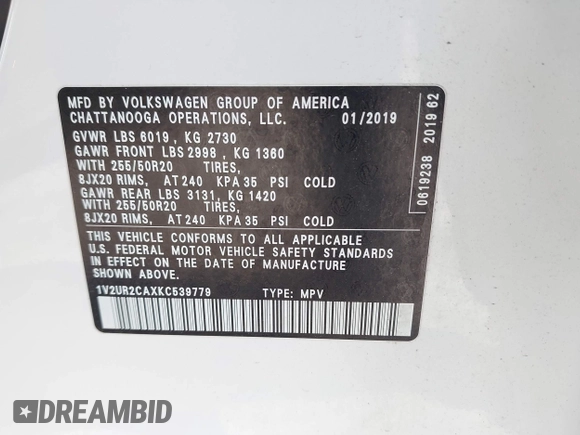 MFD BY VOLKSWAGEN GROUP OF AMERICA
CHATTANOOGA OPERATIONS, LLC. 01/2019
GVWR LBS 6019 , KG 2730
GAWR FRONT LBS 2998 , KG 1360
WITH 255/50R20 TIRES,
8JX20 RIMS, AT 240 KPA 35 PSI COLD
GAWR REAR LBS 3131, KG 1420
WITH 255/50R20 TIRES,
8JX20 RIMS, AT 240 KPA 35 PSI COLD
THIS VEHICLE CONFORMS TO ALL APPLICABLE
U.S. FEDERAL MOTOR VEHICLE SAFETY STANDARDS
IN EFFECT ON THE DATE OF MANUFACTURE
SHOWN ABOVE.
1V2UR2CAXKC539779 TYPE: MPV
0619238 2019 62
DREAMBID